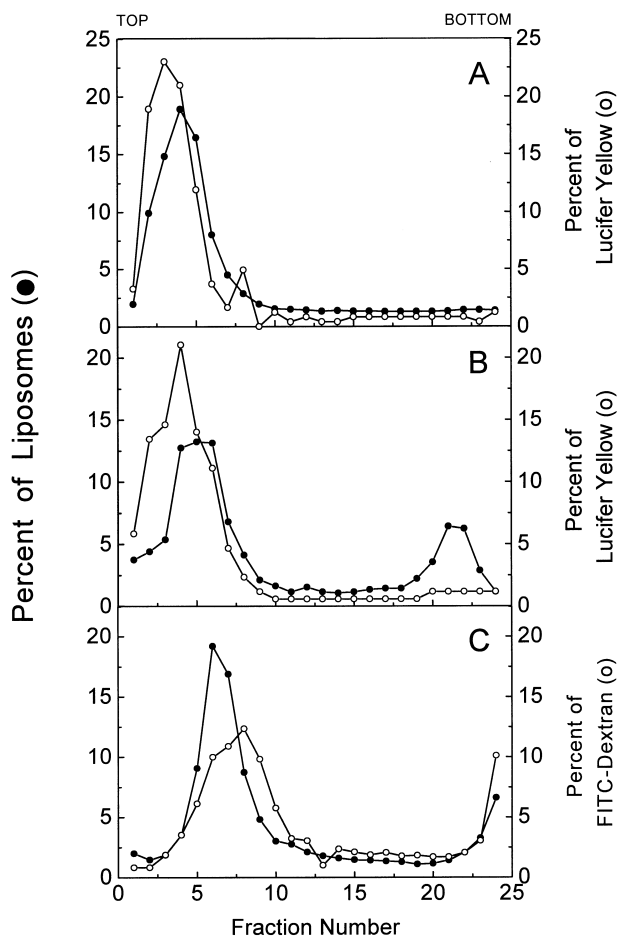 TOP BOTTOM
25 25
A
20 20
15 15
10 10
5 5
0 0
Percent of
Lucifer Yellow (o)
B
20 20
15 15
10 10
5 5
0 0
Percent of
Lucifer Yellow (o)
C
20 20
15 15
10 10
5 5
0 0
Percent of
FITC-Dextran (o)
Percent of Liposomes (●)
0 5 10 15 20 25
Fraction Number